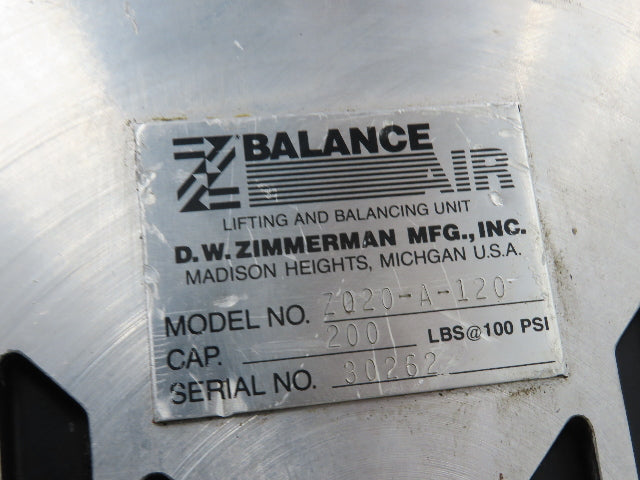 BALANCE
AIR
LIFTING AND BALANCING UNIT
D.W. ZIMMERMAN MFG., INC.
MADISON HEIGHTS, MICHGAN U.S.A.
MODEL NO. ZQ20-A-120
CAP. 200 LBS@100 PSI
SERIAL NO. 30262